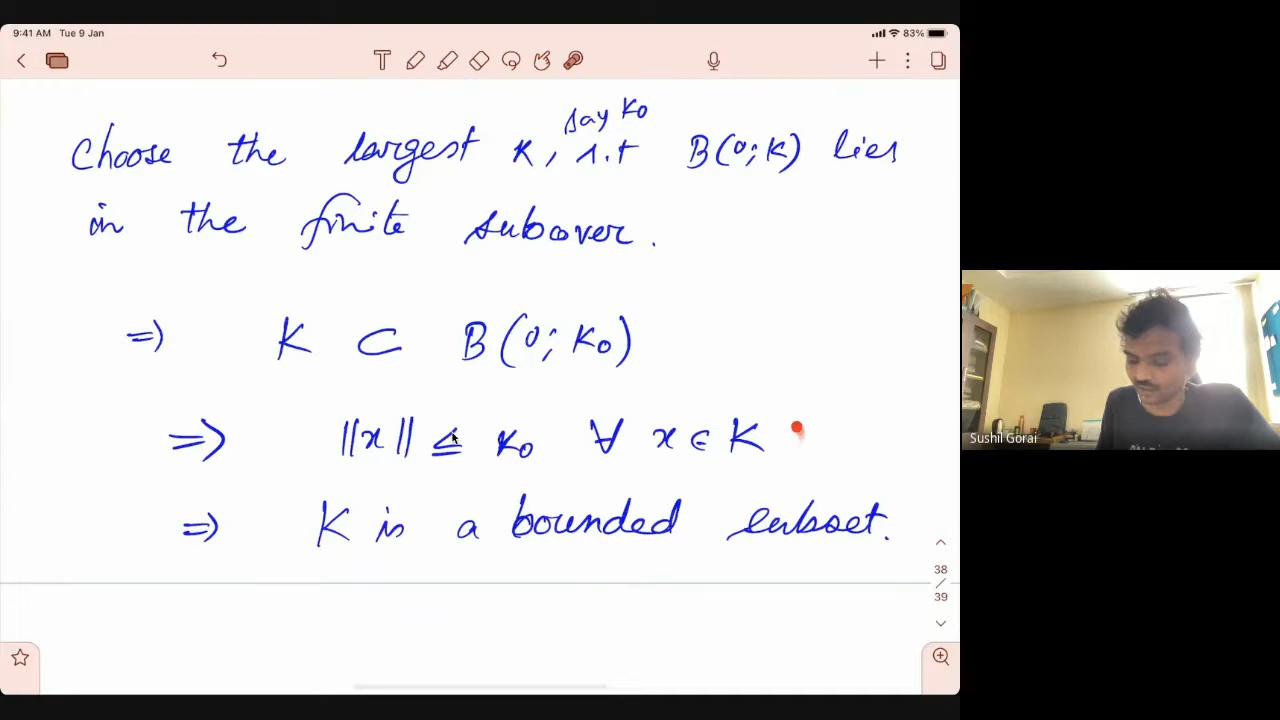 9:41 AM Tue 9 Jan
83%
say K0
Choose the largest K, s.t B(0;K) lies
in the finite subcover.
=) K ⊂ B(0; K0)
=> ||x|| ≤ K0 ∀ x ∈ K
=) K is a bounded subset.
38
/
39
Sushil Gorai